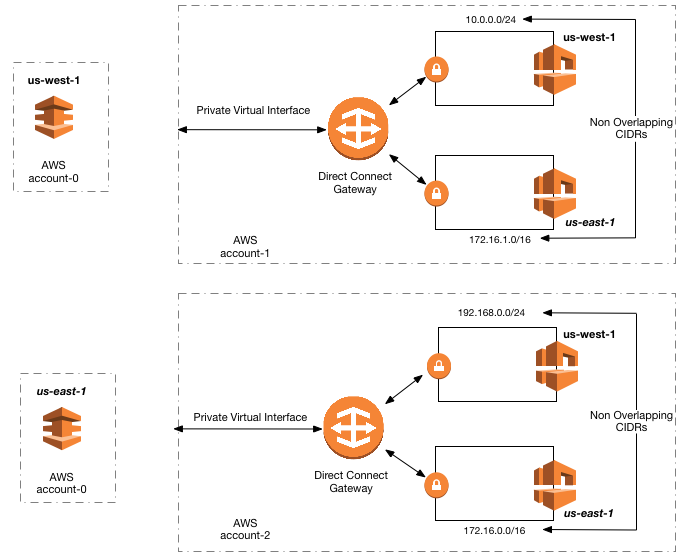 us-west-1
AWS
account-0
10.0.0.0/24
us-west-1
Private Virtual Interface
Non Overlapping
CIDRs
Direct Connect
Gateway
us-east-1
172.16.1.0/16
AWS
account-1
192.168.0.0/24
us-west-1
us-east-1
AWS
account-0
Private Virtual Interface
Non Overlapping
CIDRs
Direct Connect
Gateway
us-east-1
172.16.0.0/16
AWS
account-2